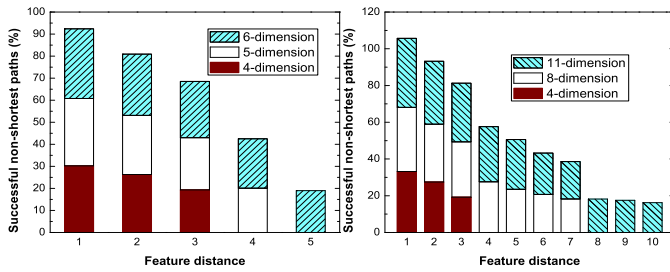 Successful non-shortest paths (%)
100
90
80
70
60
50
40
30
20
10
0
6-dimension
5-dimension
4-dimension
1 2 3 4 5
Feature distance
Successful non-shortest paths (%)
120
100
80
60
40
20
0
11-dimension
8-dimension
4-dimension
1 2 3 4 5 6 7 8 9 10
Feature distance